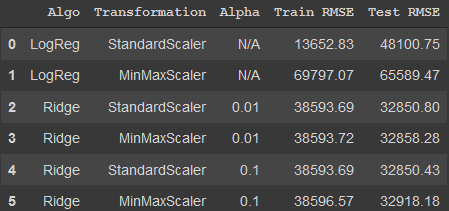 Algo Transformation Alpha Train RMSE Test RMSE
0 LogReg StandardScaler N/A 13652.83 48100.75
1 LogReg MinMaxScaler N/A 69797.07 65589.47
2 Ridge StandardScaler 0.01 38593.69 32850.80
3 Ridge MinMaxScaler 0.01 38593.72 32858.28
4 Ridge StandardScaler 0.1 38593.69 32850.43
5 Ridge MinMaxScaler 0.1 38596.57 32918.18